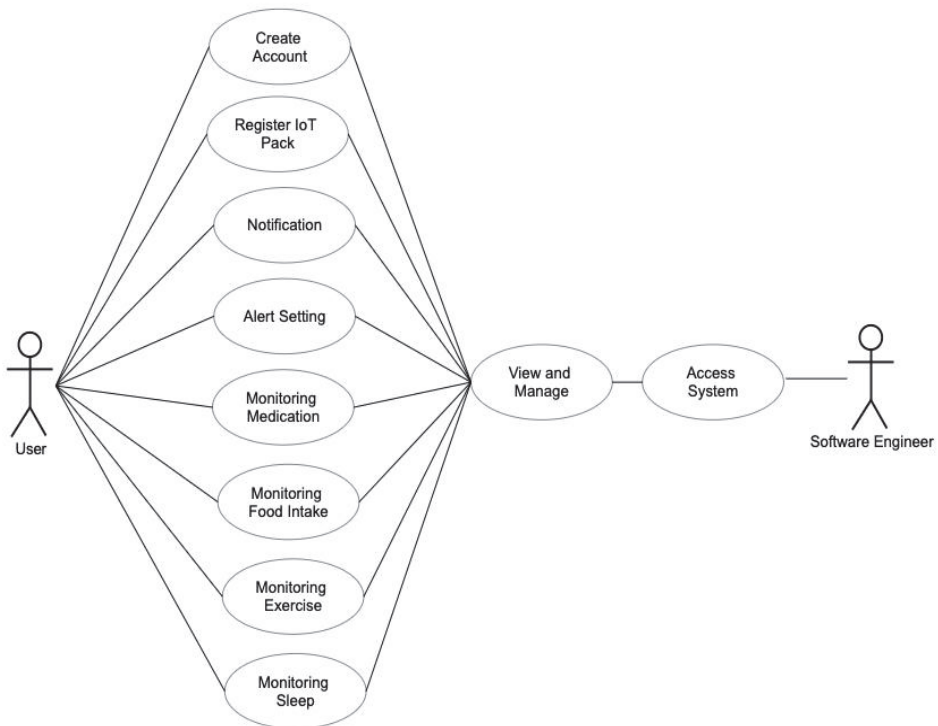 Create
Account
Register IoT
Pack
Notification
Alert Setting
Monitoring
Medication
Monitoring
Food Intake
Monitoring
Exercise
Monitoring
Sleep
User
View and
Manage
Access
System
Software Engineer